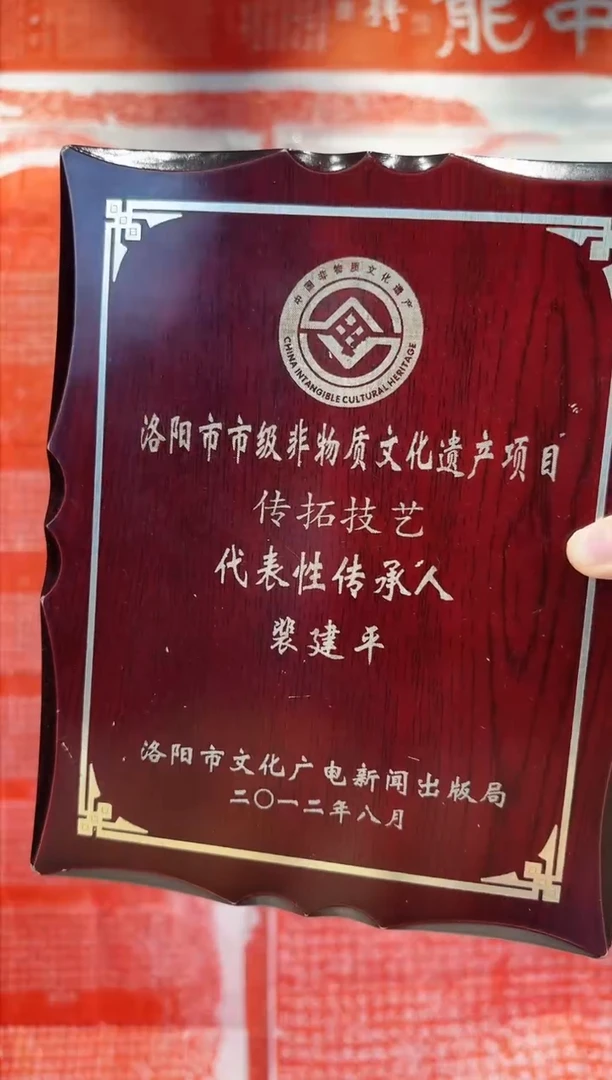 中能
中国非物质文化遗产
CHINA INTANGIBLE CULTURAL HERITAGE
洛阳市市级非物质文化遗产项目
传拓技艺
代表性传承人
裴建平
洛阳市文化广电新闻出版局
二〇一二年八月